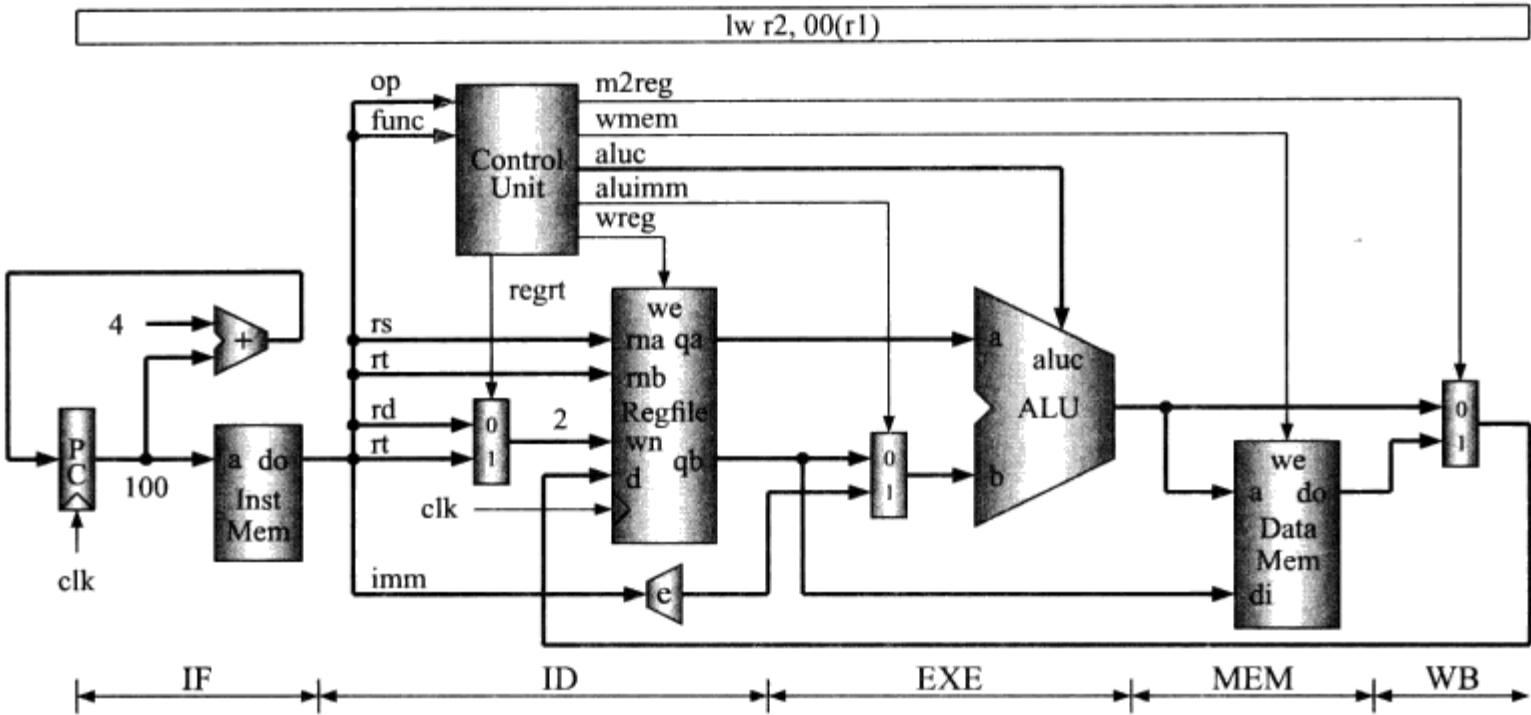 lw r2, 00(r1)
op
func
Control
Unit
m2reg
wmem
aluc
aluimm
wreg
regrt
4
+
P
C
clk
100
a do
Inst
Mem
rs
rt
rd
rt
imm
0
1
2
clk
we
rna qa
rnb
Regfile
wn
qb
d
e
0
1
a
aluc
ALU
b
we
a do
Data
Mem
di
0
1
IF ID EXE MEM WB